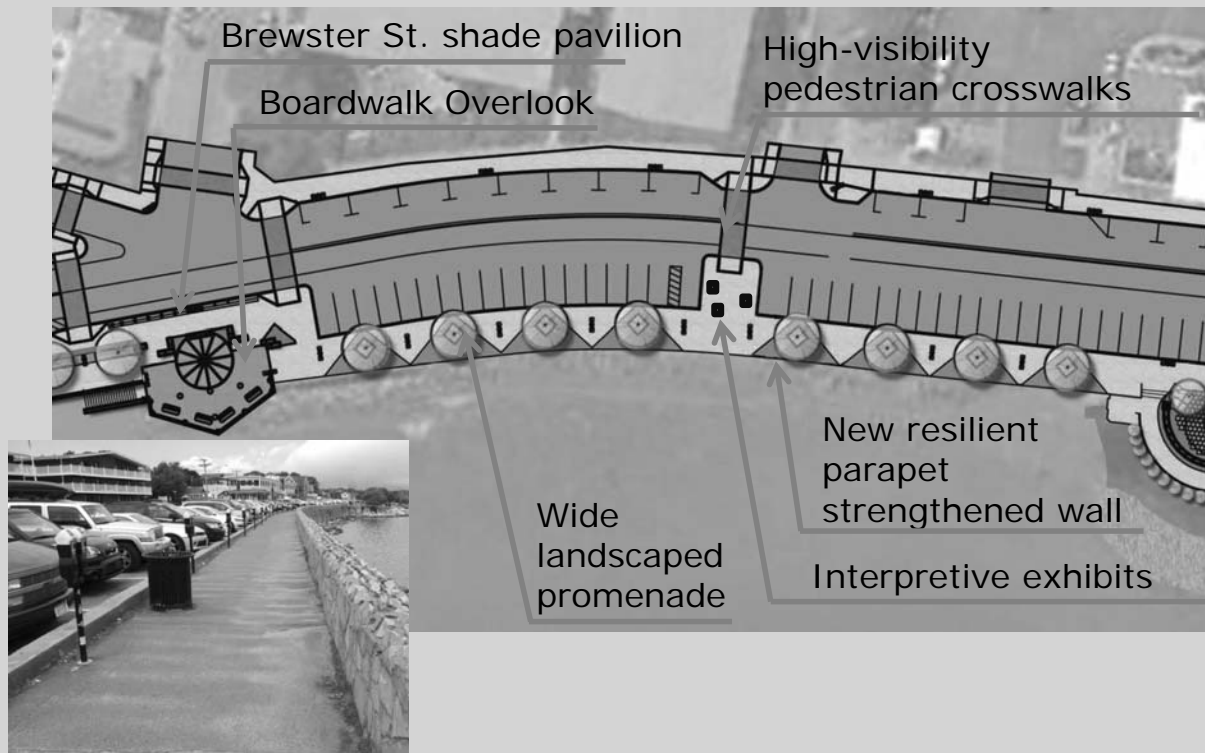 Brewster St. shade pavilion
Boardwalk Overlook
High-visibility
pedestrian crosswalks
New resilient
parapet
strengthened wall
Wide
landscaped
promenade
Interpretive exhibits